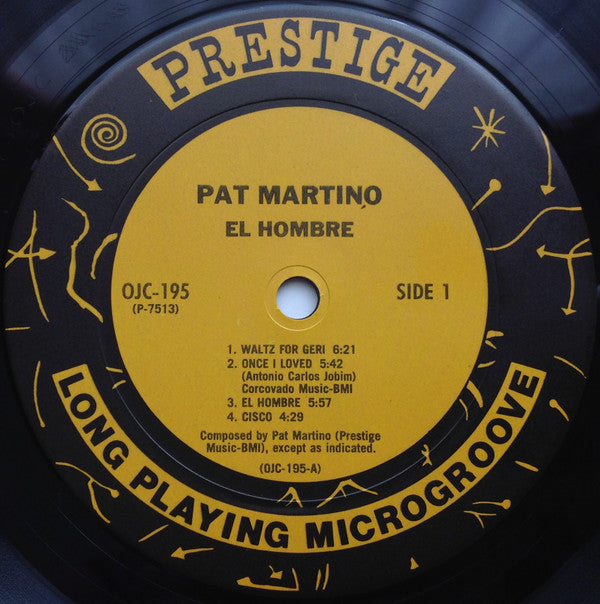 PRESTIGE
PAT MARTINO
EL HOMBRE
OJC-195
(P-7513)
SIDE 1
1. WALTZ FOR GERI 6:21
2. ONCE I LOVED 5:42
(Antonio Carlos Jobim)
Corcovado Music-BMI
3. EL HOMBRE 5:57
4. CISCO 4:29
Composed by Pat Martino (Prestige
Music-BMI), except as indicated.
(OJC-195-A)
LONG PLAYING MICROGROOVE